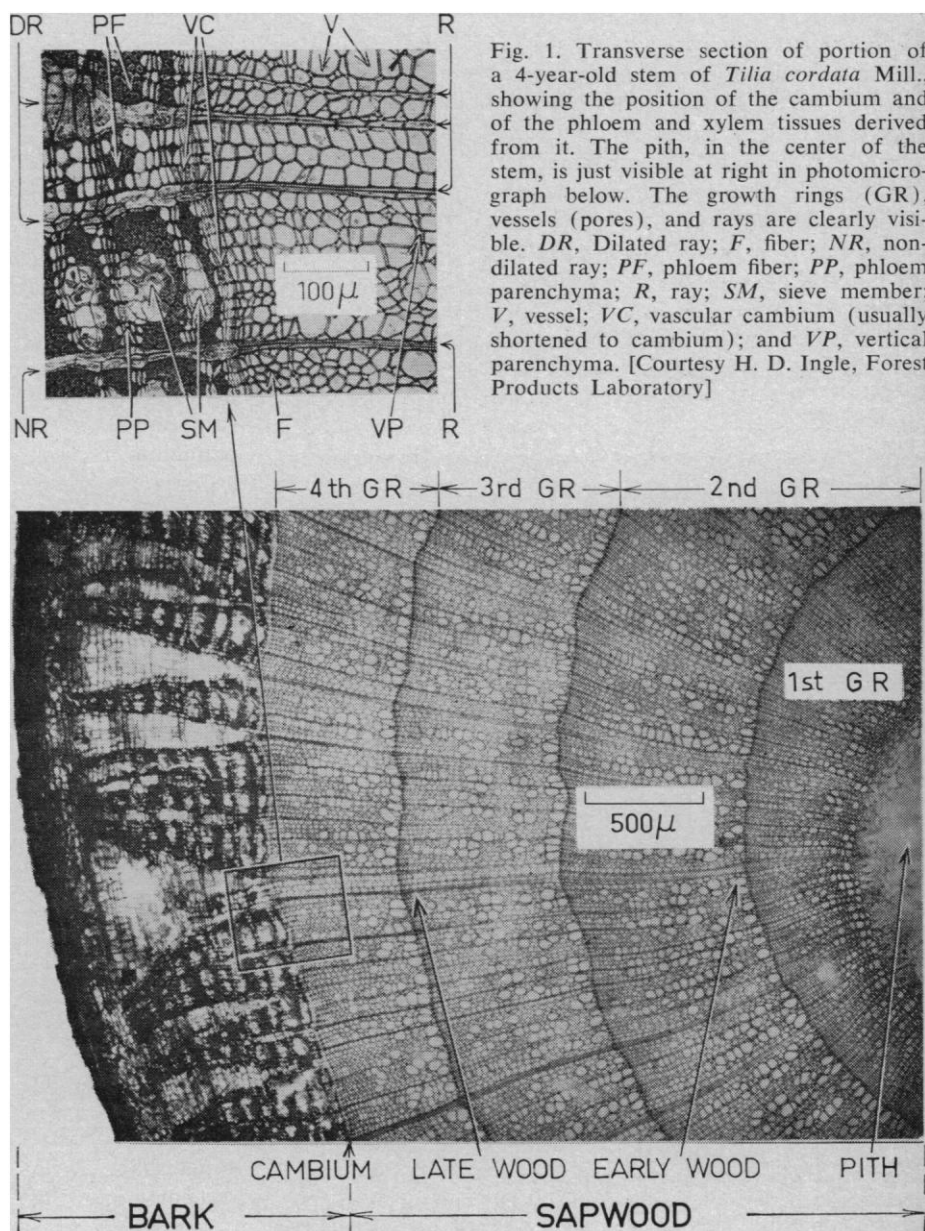 DR PF VC V R
Fig. 1. Transverse section of portion of
a 4-year-old stem of Tilia cordata Mill.,
showing the position of the cambium and
of the phloem and xylem tissues derived
from it. The pith, in the center of the
stem, is just visible at right in photomicro-
graph below. The growth rings (GR),
vessels (pores), and rays are clearly visi-
ble. DR, Dilated ray; F, fiber; NR, non-
dilated ray; PF, phloem fiber; PP, phloem
parenchyma; R, ray; SM, sieve member;
V, vessel; VC, vascular cambium (usually
shortened to cambium); and VP, vertical
parenchyma. [Courtesy H. D. Ingle, Forest
Products Laboratory]
100 μ
NR PP SM F VP R
4th GR 3rd GR 2nd GR
1st GR
500 μ
CAMBIUM LATE WOOD EARLY WOOD PITH
BARK SAPWOOD